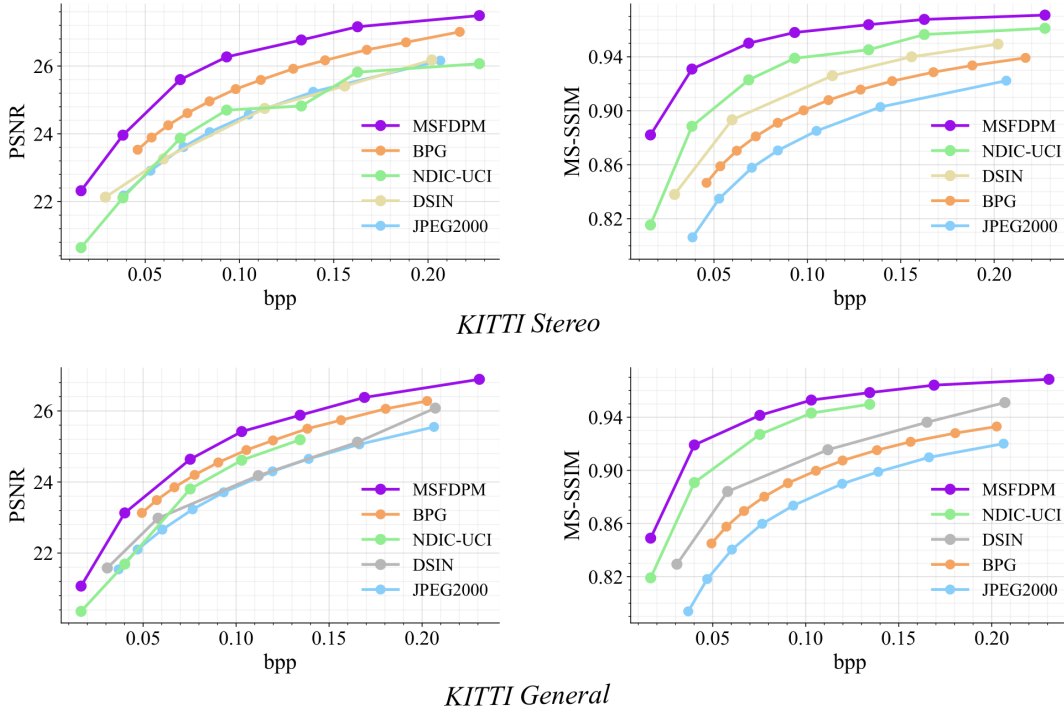 PSNR
26
24
22
0.05
0.10
0.15
0.20
bpp
MSFDPM
BPG
NDIC-UCI
DSIN
JPEG2000
MS-SSIM
0.94
0.90
0.86
0.82
0.05
0.10
0.15
0.20
bpp
MSFDPM
NDIC-UCI
DSIN
BPG
JPEG2000
KITTI Stereo
PSNR
26
24
22
0.05
0.10
0.15
0.20
bpp
MSFDPM
BPG
NDIC-UCI
DSIN
JPEG2000
MS-SSIM
0.94
0.90
0.86
0.82
0.05
0.10
0.15
0.20
bpp
MSFDPM
NDIC-UCI
DSIN
BPG
JPEG2000
KITTI General